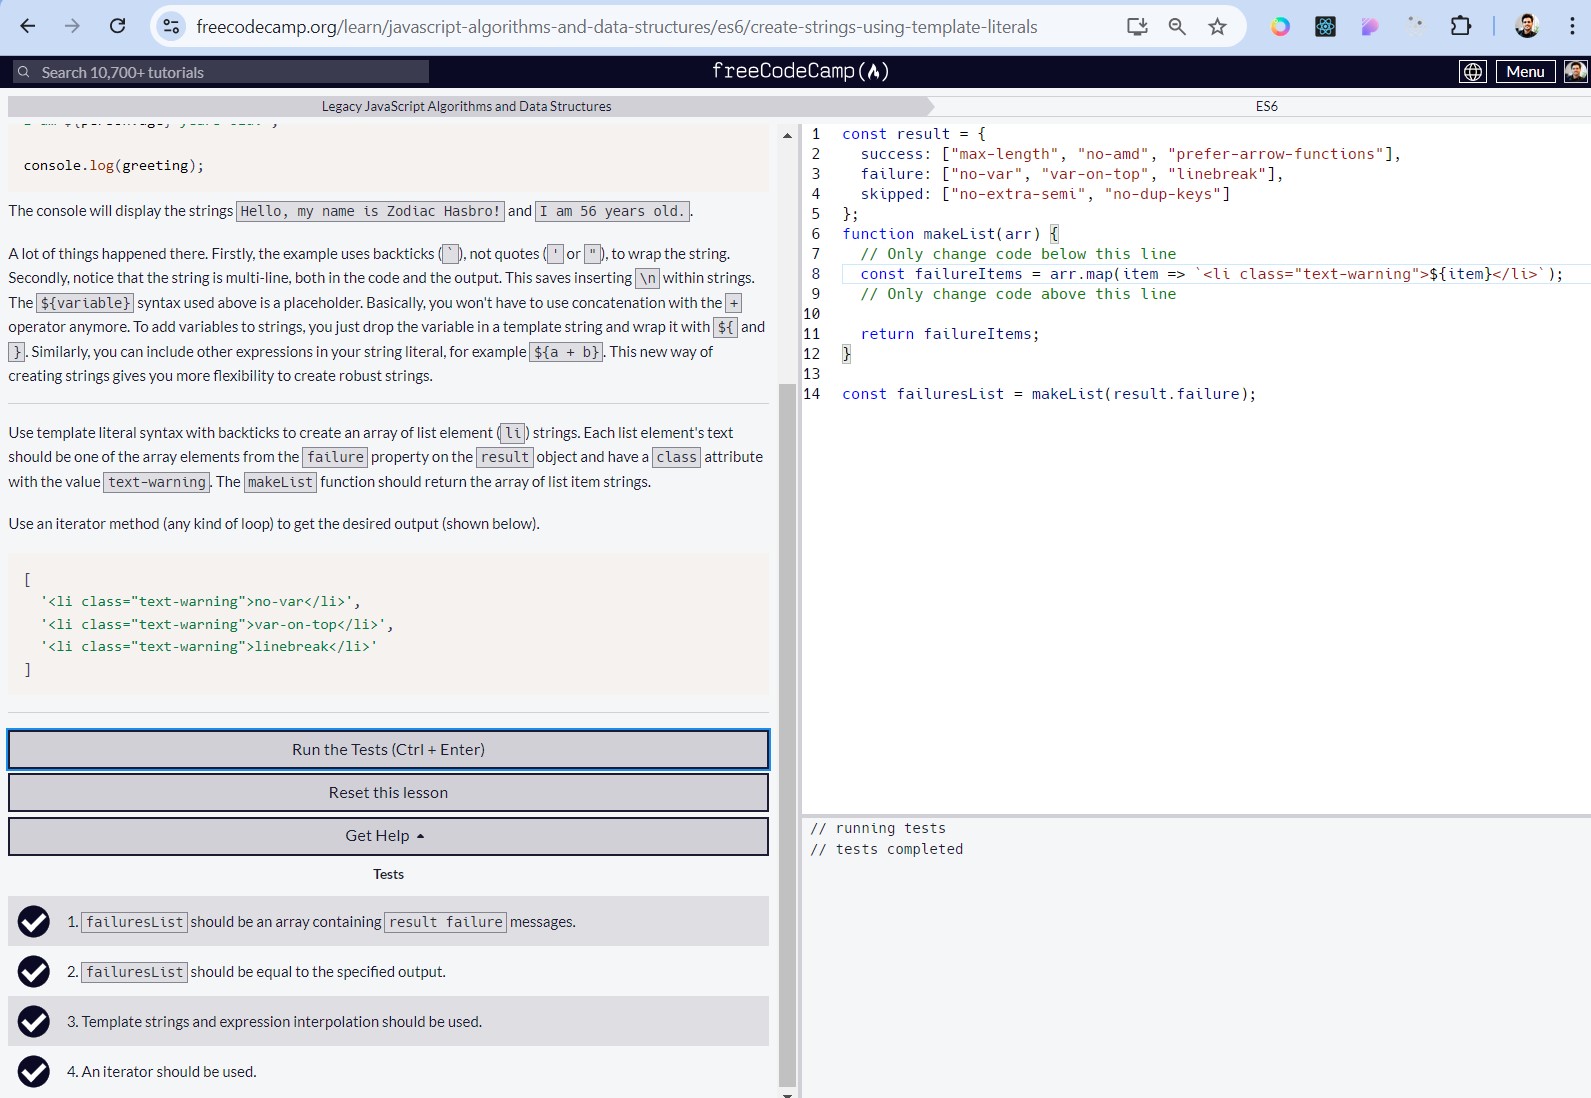 freecodecamp.org/learn/javascript-algorithms-and-data-structures/es6/create-strings-using-template-literals
Search 10,700+ tutorials
freeCodeCamp(🔥)
Menu
Legacy JavaScript Algorithms and Data Structures
ES6
console.log(greeting);
The console will display the strings Hello, my name is Zodiac Hasbro! and I am 56 years old..
A lot of things happened there. Firstly, the example uses backticks (`), not quotes (' or "), to wrap the string.
Secondly, notice that the string is multi-line, both in the code and the output. This saves inserting \n within strings.
The ${variable} syntax used above is a placeholder. Basically, you won't have to use concatenation with the +
operator anymore. To add variables to strings, you just drop the variable in a template string and wrap it with ${ and
}. Similarly, you can include other expressions in your string literal, for example ${a + b}. This new way of
creating strings gives you more flexibility to create robust strings.
Use template literal syntax with backticks to create an array of list element (li) strings. Each list element's text
should be one of the array elements from the failure property on the result object and have a class attribute
with the value text-warning. The makeList function should return the array of list item strings.
Use an iterator method (any kind of loop) to get the desired output (shown below).
[
'<li class="text-warning">no-var</li>',
'<li class="text-warning">var-on-top</li>',
'<li class="text-warning">linebreak</li>'
]
Run the Tests (Ctrl + Enter)
Reset this lesson
Get Help
Tests
1. failuresList should be an array containing result failure messages.
2. failuresList should be equal to the specified output.
3. Template strings and expression interpolation should be used.
4. An iterator should be used.
1 const result = {
2 success: ["max-length", "no-amd", "prefer-arrow-functions"],
3 failure: ["no-var", "var-on-top", "linebreak"],
4 skipped: ["no-extra-semi", "no-dup-keys"]
5 };
6 function makeList(arr) {
7 // Only change code below this line
8 const failureItems = arr.map(item => `<li class="text-warning">${item}</li>`);
9 // Only change code above this line
10
11 return failureItems;
12 }
13
14 const failuresList = makeList(result.failure);
// running tests
// tests completed